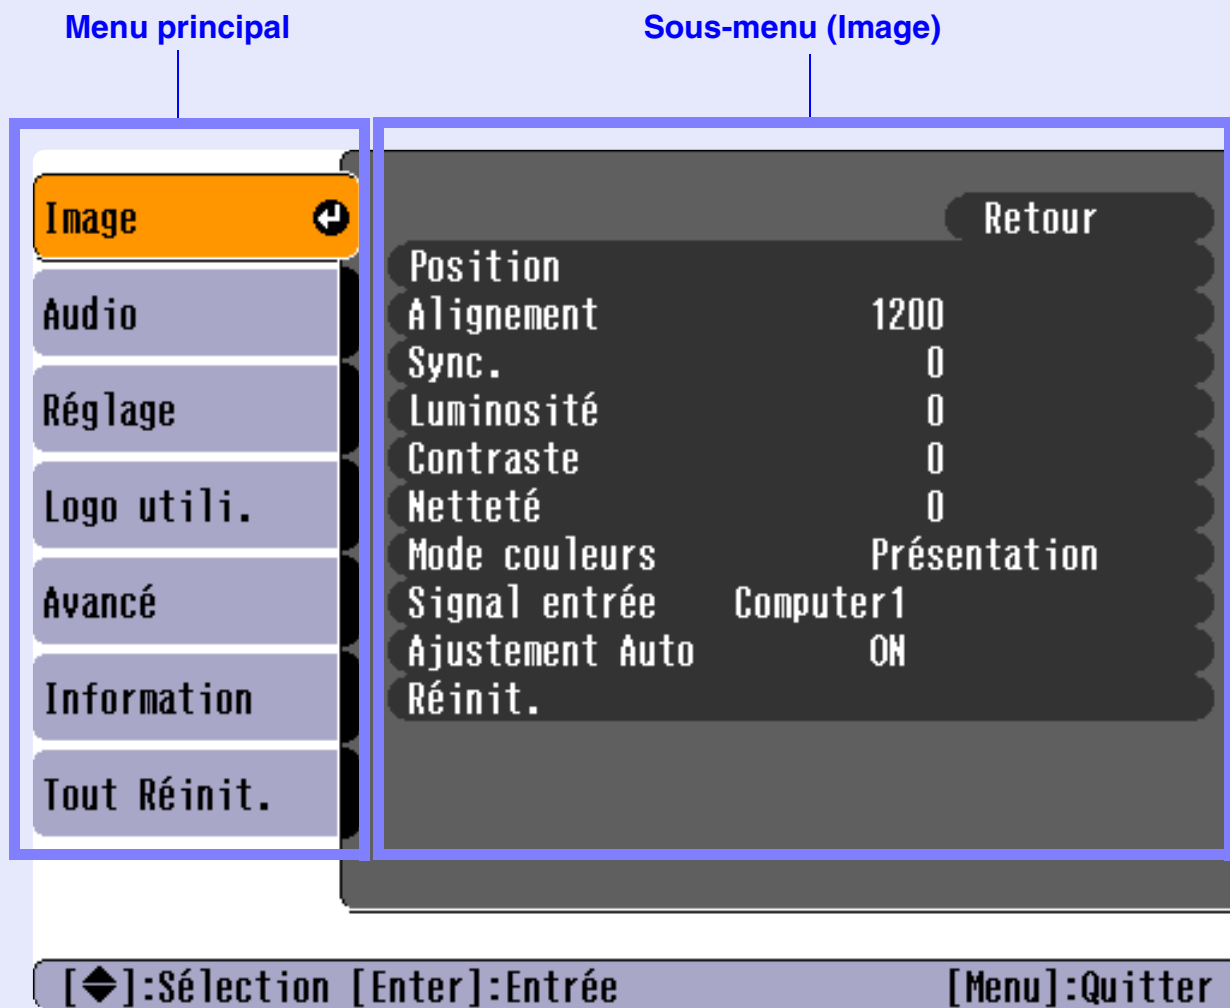 Menu principal
Sous-menu (Image)
Image
Audio
Réglage
Logo utili.
Avancé
Information
Tout Réinit.
Retour
Position
Alignement 1200
Sync. 0
Luminosité 0
Contraste 0
Netteté 0
Mode couleurs Présentation
Signal entrée Computer1
Ajustement Auto ON
Réinit.
[◆]:Sélection [Enter]:Entrée [Menu]:Quitter